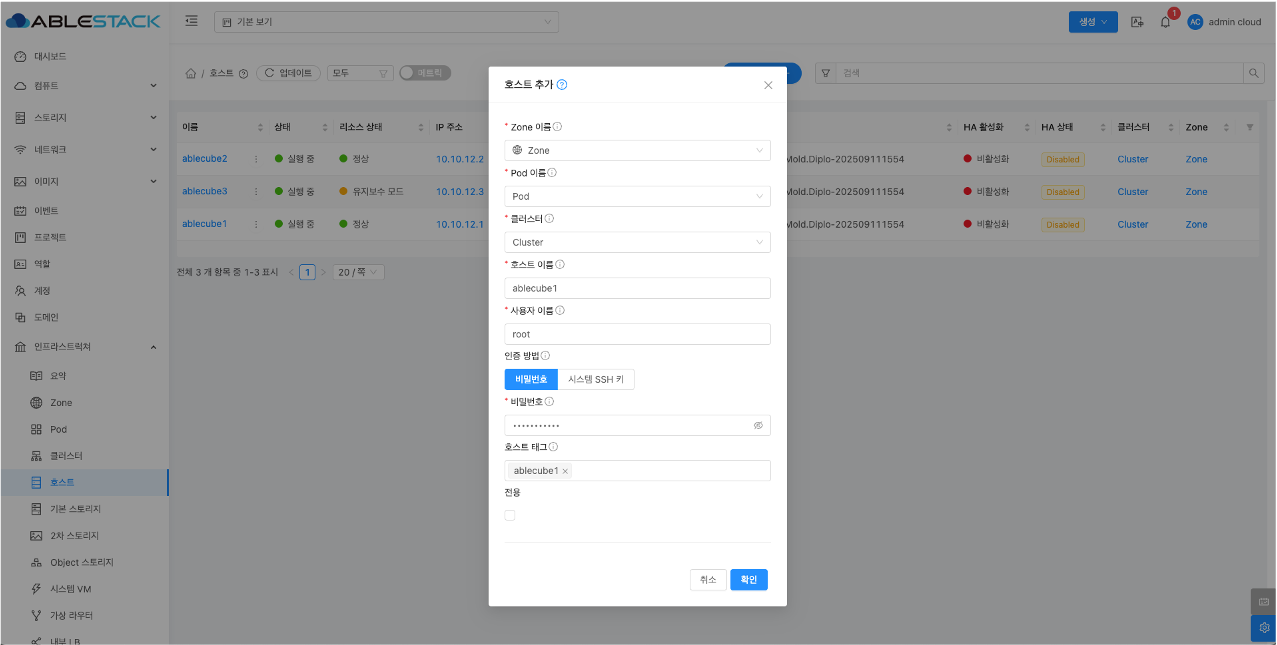 ABLESTACK
기본 보기
생성
1
AC
admin cloud
대시보드
컴퓨트
스토리지
네트워크
이미지
이벤트
프로젝트
역할
계정
도메인
인프라스트럭쳐
요약
Zone
Pod
클러스터
호스트
기본 스토리지
2차 스토리지
Object 스토리지
시스템 VM
가상 라우터
내부 LB
/ 호스트
업데이트
모두
메트릭
검색
이름 상태 리소스 상태 IP 주소 HA 활성화 HA 상태 클러스터 Zone
ablecube2 실행 중 정상 10.10.12.2 Mold.Diplo-202509111554 비활성화 Disabled Cluster Zone
ablecube3 실행 중 유지보수 모드 10.10.12.3 Mold.Diplo-202509111554 비활성화 Disabled Cluster Zone
ablecube1 실행 중 정상 10.10.12.1 Mold.Diplo-202509111554 비활성화 Disabled Cluster Zone
전체 3 개 항목 중 1-3 표시 < 1 > 20 / 쪽
호스트 추가
* Zone 이름
Zone
* Pod 이름
Pod
* 클러스터
Cluster
* 호스트 이름
ablecube1
* 사용자 이름
root
인증 방법
비밀번호 시스템 SSH 키
* 비밀번호
•••••••••••
호스트 태그
ablecube1 ×
전용
취소 확인